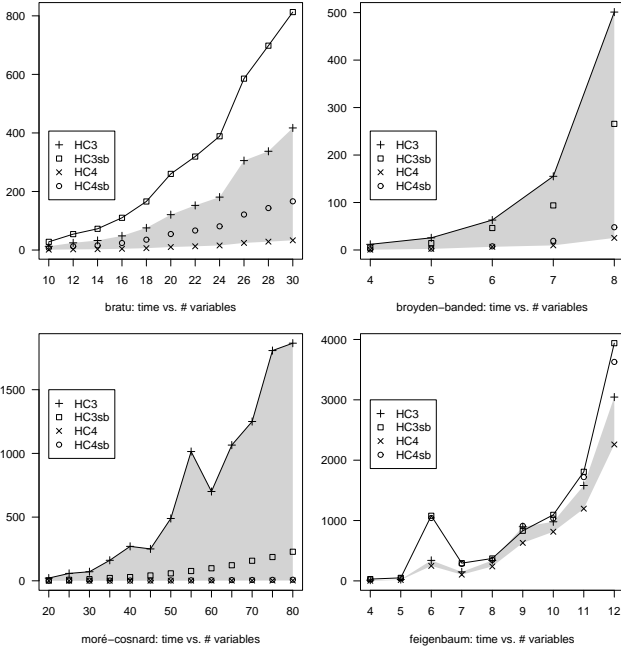 800
600
400
200
0
HC3
HC3sb
HC4
HC4sb
10 12 14 16 18 20 22 24 26 28 30
bratu: time vs. # variables
500
400
300
200
100
0
HC3
HC3sb
HC4
HC4sb
4 5 6 7 8
broyden−banded: time vs. # variables
1500
1000
500
0
HC3
HC3sb
HC4
HC4sb
20 30 40 50 60 70 80
moré−cosnard: time vs. # variables
4000
3000
2000
1000
0
HC3
HC3sb
HC4
HC4sb
4 5 6 7 8 9 10 11 12
feigenbaum: time vs. # variables